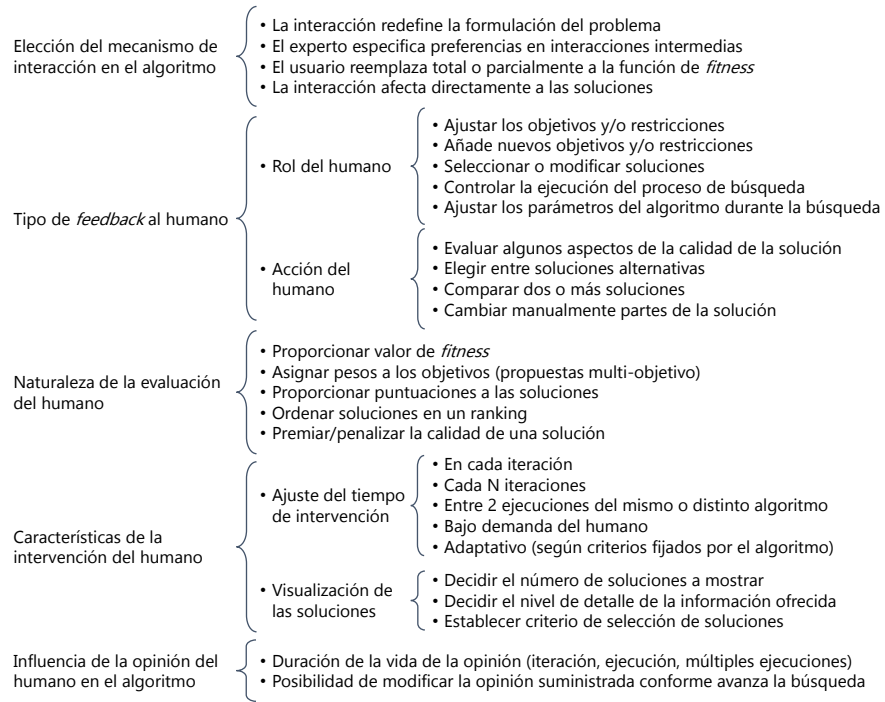 Elección del mecanismo de
interacción en el algoritmo
• La interacción redefine la formulación del problema
• El experto especifica preferencias en interacciones intermedias
• El usuario reemplaza total o parcialmente a la función de fitness
• La interacción afecta directamente a las soluciones
Tipo de feedback al humano
• Rol del humano
• Ajustar los objetivos y/o restricciones
• Añade nuevos objetivos y/o restricciones
• Seleccionar o modificar soluciones
• Controlar la ejecución del proceso de búsqueda
• Ajustar los parámetros del algoritmo durante la búsqueda
• Acción del
humano
• Evaluar algunos aspectos de la calidad de la solución
• Elegir entre soluciones alternativas
• Comparar dos o más soluciones
• Cambiar manualmente partes de la solución
Naturaleza de la evaluación
del humano
• Proporcionar valor de fitness
• Asignar pesos a los objetivos (propuestas multi-objetivo)
• Proporcionar puntuaciones a las soluciones
• Ordenar soluciones en un ranking
• Premiar/penalizar la calidad de una solución
Características de la
intervención del humano
• Ajuste del tiempo
de intervención
• En cada iteración
• Cada N iteraciones
• Entre 2 ejecuciones del mismo o distinto algoritmo
• Bajo demanda del humano
• Adaptativo (según criterios fijados por el algoritmo)
• Visualización de
las soluciones
• Decidir el número de soluciones a mostrar
• Decidir el nivel de detalle de la información ofrecida
• Establecer criterio de selección de soluciones
Influencia de la opinión del
humano en el algoritmo
• Duración de la vida de la opinión (iteración, ejecución, múltiples ejecuciones)
• Posibilidad de modificar la opinión suministrada conforme avanza la búsqueda